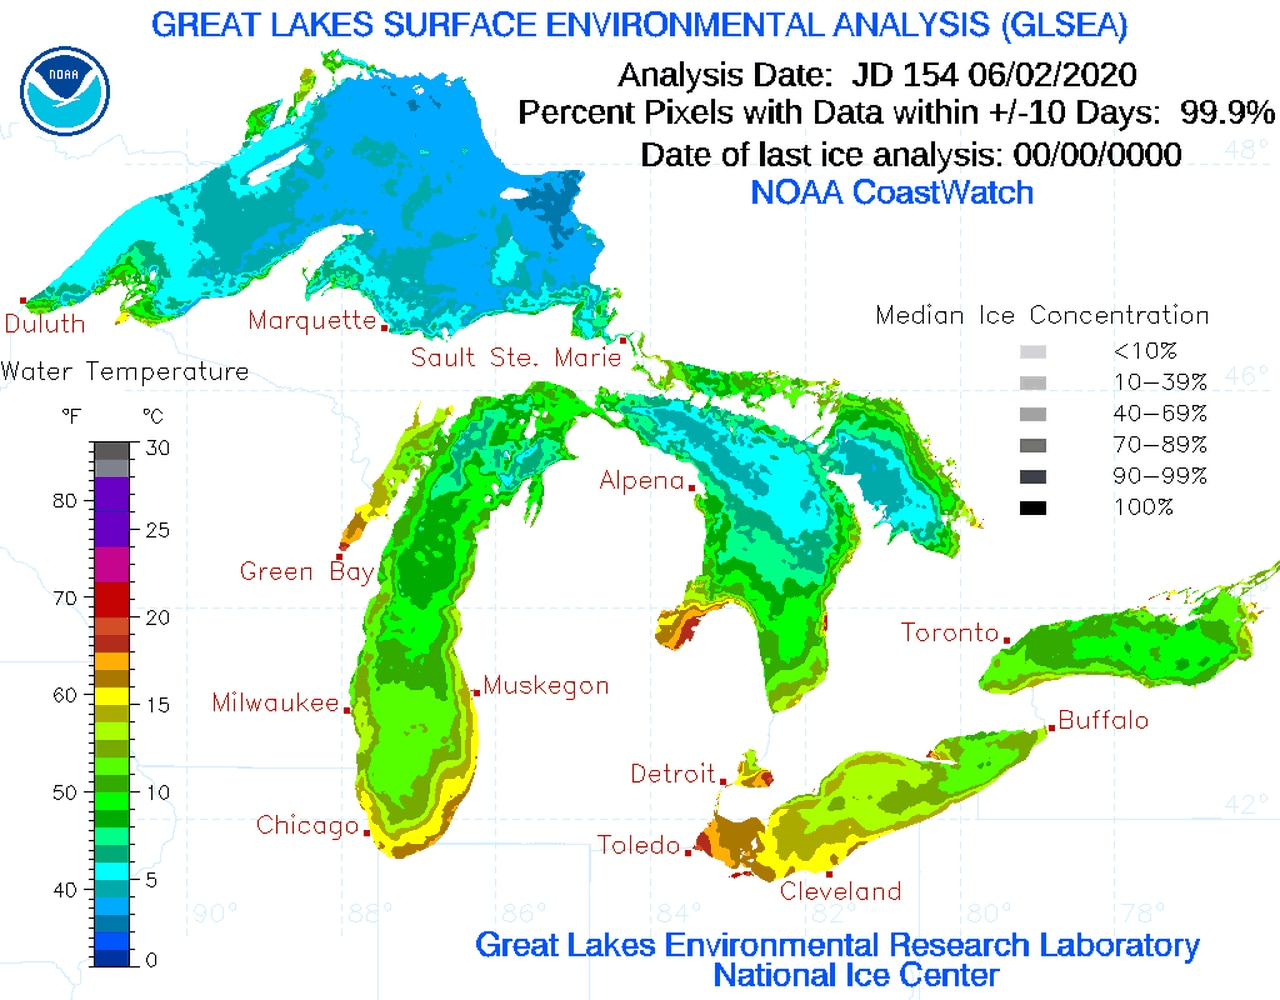 GREAT LAKES SURFACE ENVIRONMENTAL ANALYSIS (GLSEA)
NOAA
Analysis Date: JD 154 06/02/2020
Percent Pixels with Data within +/-10 Days: 99.9%
Date of last ice analysis: 00/00/0000
48°
NOAA CoastWatch
Duluth
Marquette
Sault Ste. Marie
Median Ice Concentration
<10%
10-39%
40-69%
70-89%
90-99%
100%
46°
Water Temperature
°F °C
30
80
25
70
20
60
15
50
10
40
5
0
Alpena
Green Bay
Toronto
Milwaukee
Muskegon
Buffalo
Detroit
Chicago
Toledo
Cleveland
42°
90° 88° 86° 84° 82° 80° 78°
Great Lakes Environmental Research Laboratory
National Ice Center